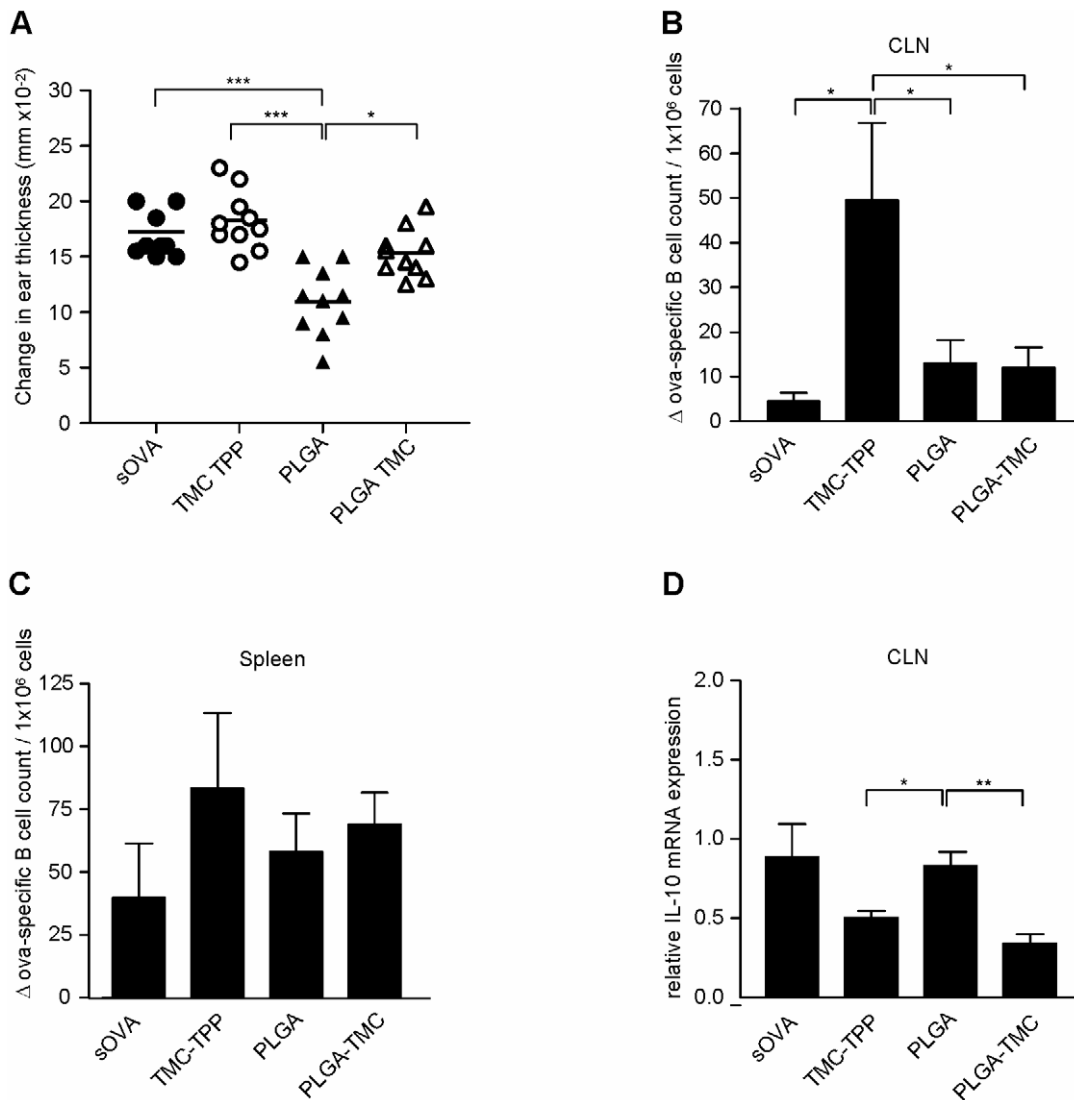 A
Change in ear thickness (mm x10⁻²)
30
25
20
15
10
5
0
***
***
*
sOVA
TMC TPP
PLGA
PLGA TMC
B
CLN
Δ ova-specific B cell count / 1x10⁶ cells
70
60
50
40
30
20
10
0
*
*
*
sOVA
TMC-TPP
PLGA
PLGA-TMC
C
Spleen
Δ ova-specific B cell count / 1x10⁶ cells
125
100
75
50
25
0
sOVA
TMC-TPP
PLGA
PLGA-TMC
D
CLN
relative IL-10 mRNA expression
2.0
1.5
1.0
0.5
0.0
*
**
sOVA
TMC-TPP
PLGA
PLGA-TMC